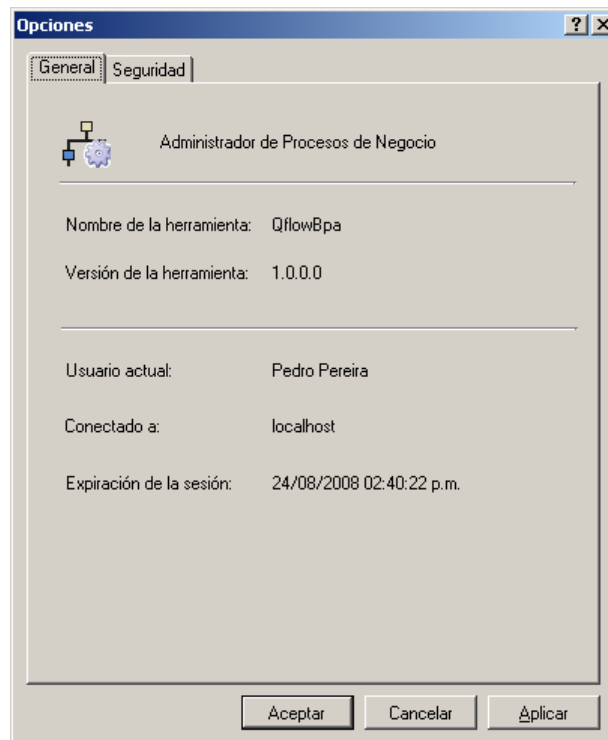 Opciones
General Seguridad
Administrador de Procesos de Negocio
Nombre de la herramienta: QflowBpa
Versión de la herramienta: 1.0.0.0
Usuario actual: Pedro Pereira
Conectado a: localhost
Expiración de la sesión: 24/08/2008 02:40:22 p.m.
Aceptar Cancelar Aplicar